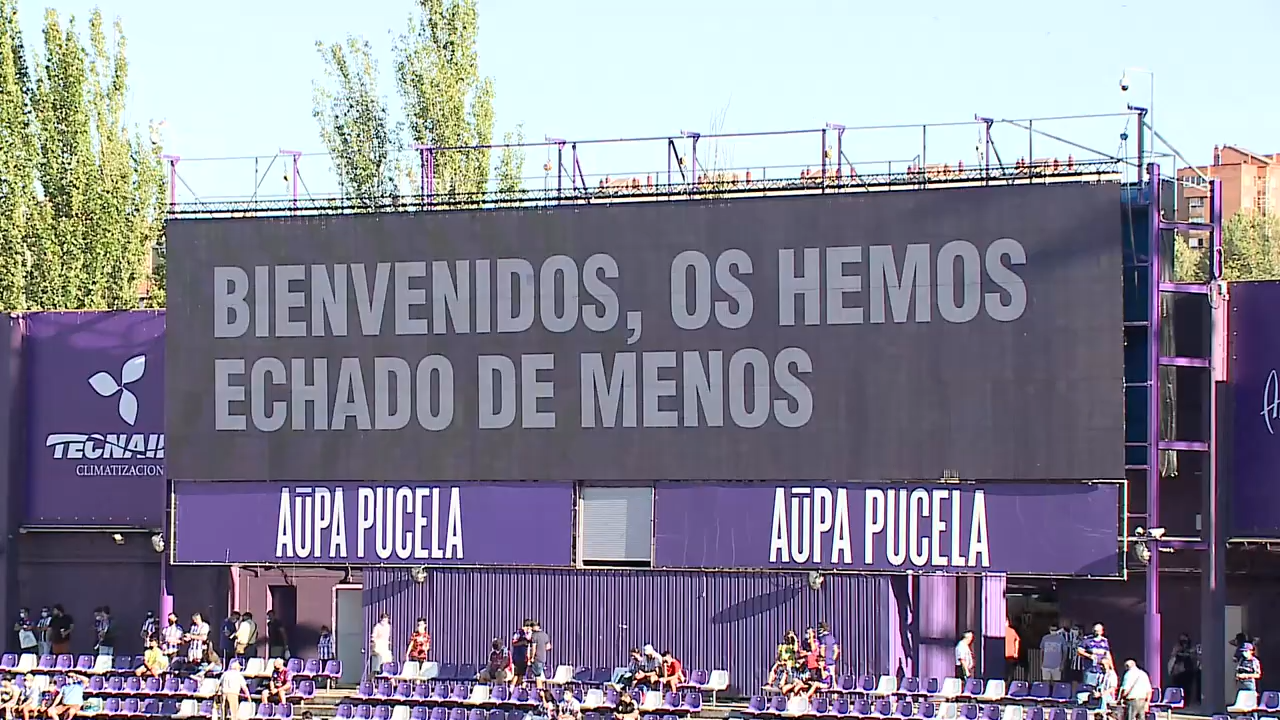 BIENVENIDOS, OS HEMOS
ECHADO DE MENOS
AŪPA PUCELA
AŪPA PUCELA
TECNAI
CLIMATIZACION